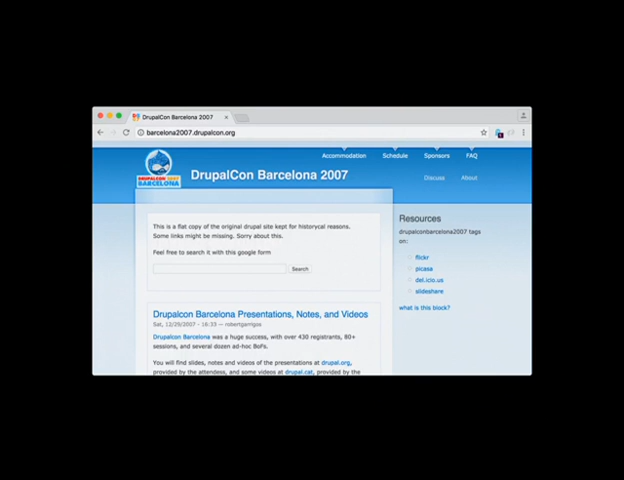 DrupalCon Barcelona 2007
barcelona2007.drupalcon.org
Accommodation Schedule Sponsors FAQ
DRUPALCON 2007
BARCELONA
DrupalCon Barcelona 2007
Discuss About
This is a flat copy of the original drupal site kept for historycal reasons.
Some links might be missing. Sorry about this.
Feel free to search it with this google form
Search
Drupalcon Barcelona Presentations, Notes, and Videos
Sat, 12/29/2007 - 16:33 — robertgarrigos
Drupalcon Barcelona was a huge success, with over 430 registrants, 80+
sessions, and several dozen ad-hoc BoFs.
You will find slides, notes and videos of the presentations at drupal.org,
provided by the attendess, and some videos at drupal.cat, provided by the
Resources
drupalconbarcelona2007 tags
on:
flickr
picasa
del.icio.us
slideshare
what is this block?